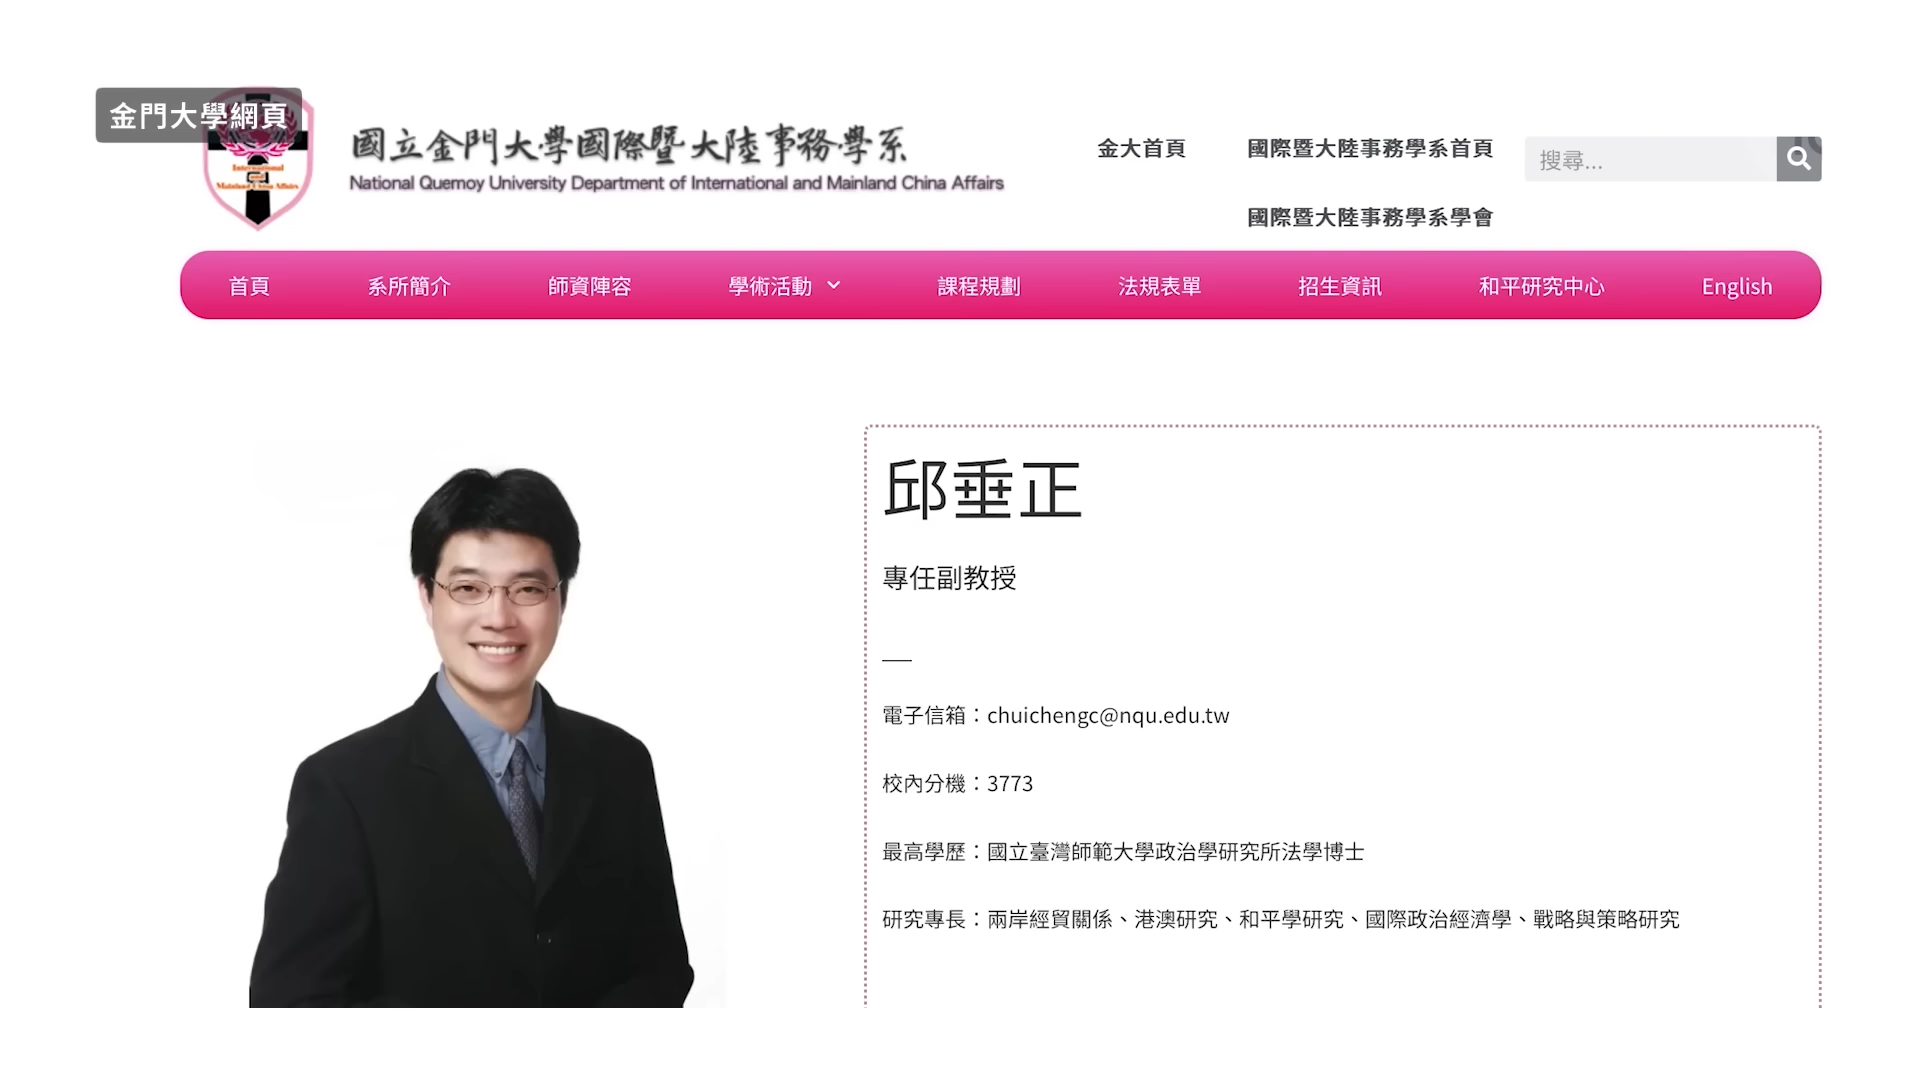 金門大學網頁
International
and
Mainland China Affairs
國立金門大學國際暨大陸事務學系
National Quemoy University Department of International and Mainland China Affairs
金大首頁
國際暨大陸事務學系首頁
搜尋...
國際暨大陸事務學系學會
首頁
系所簡介
師資陣容
學術活動
課程規劃
法規表單
招生資訊
和平研究中心
English
邱垂正
專任副教授
電子信箱：chuichengc@nqu.edu.tw
校內分機：3773
最高學歷：國立臺灣師範大學政治學研究所法學博士
研究專長：兩岸經貿關係、港澳研究、和平學研究、國際政治經濟學、戰略與策略研究